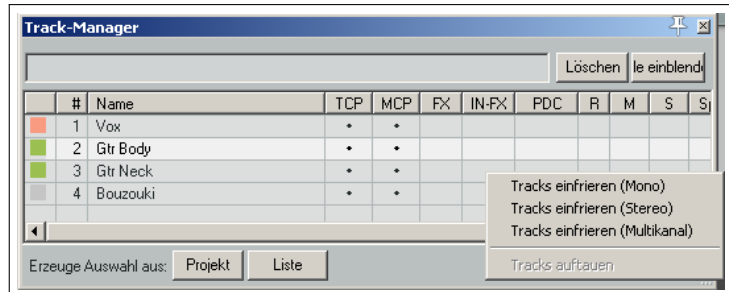 Track-Manager
Löschen le einblend
# Name TCP MCP FX IN-FX PDC R M S
1 Vox • •
2 Gtr Body • •
3 Gtr Neck • •
4 Bouzouki • •
Tracks einfrieren (Mono)
Tracks einfrieren (Stereo)
Tracks einfrieren (Multikanal)
Erzeuge Auswahl aus: Projekt Liste
Tracks auftauen